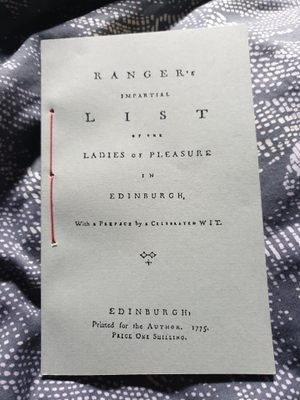 RANGER's
IMPARTIAL
LIST
OF THE
LADIES OF PLEASURE
IN
EDINBURGH,
With a PREFACE by a CELEBRATED WIT.
EDINBURGH;
Printed for the AUTHOR. 1775.
PRICE ONE SHILLING.